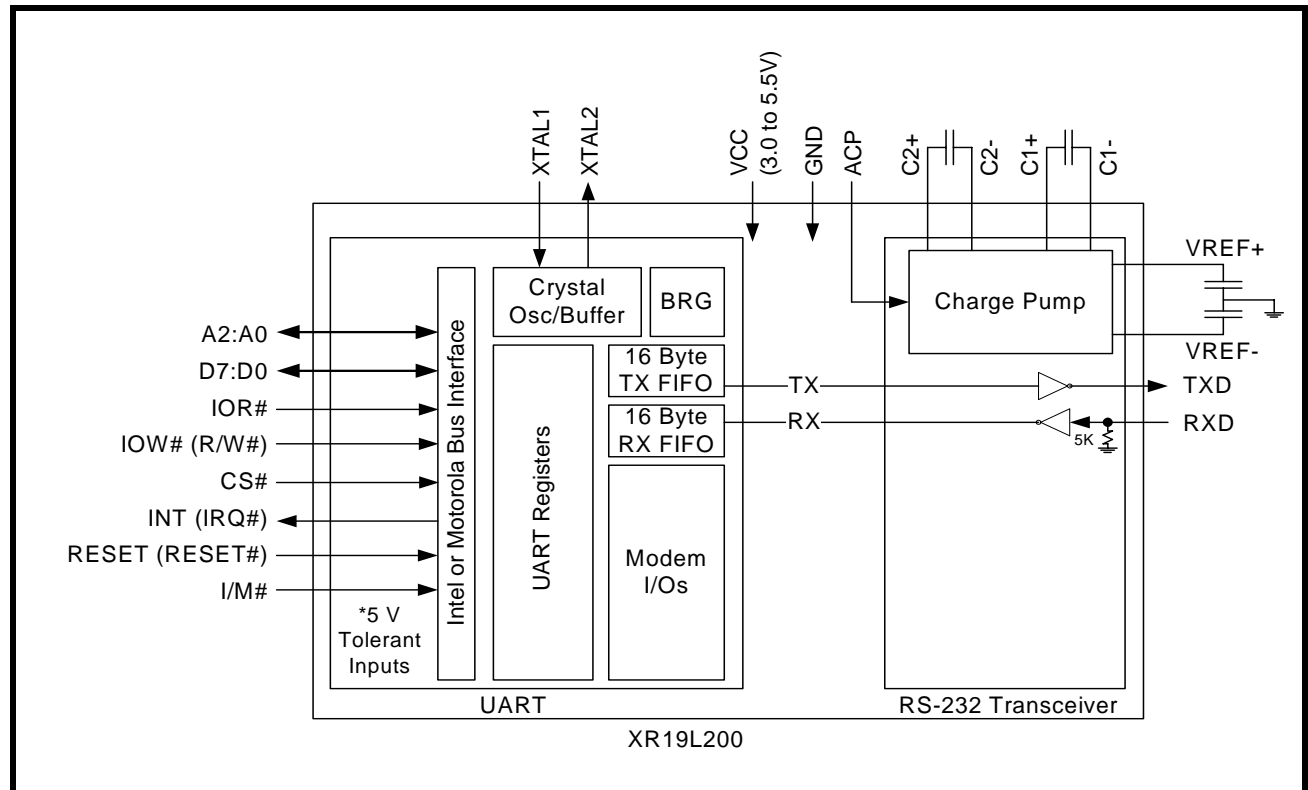 XTAL1
XTAL2
VCC
(3.0 to 5.5V)
GND
ACP
C2+
C2-
C1+
C1-
VREF+
VREF-
Crystal
Osc/Buffer
BRG
Charge Pump
A2:A0
D7:D0
IOR#
IOW# (R/W#)
CS#
INT (IRQ#)
RESET (RESET#)
I/M#
*5 V
Tolerant
Inputs
Intel or Motorola Bus Interface
UART Registers
16 Byte
TX FIFO
16 Byte
RX FIFO
Modem
I/Os
TX
RX
5K
TXD
RXD
UART
RS-232 Transceiver
XR19L200